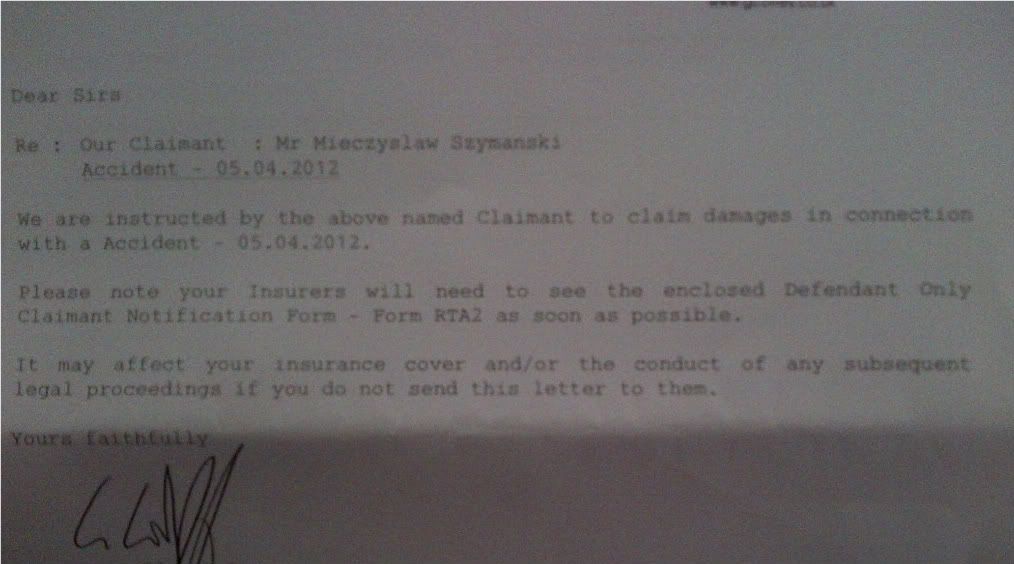 Dear Sirs
Re : Our Claimant : Mr Mieczyslaw Szymanski
Accident - 05.04.2012
We are instructed by the above named Claimant to claim damages in connection
with a Accident - 05.04.2012.
Please note your Insurers will need to see the enclosed Defendant Only
Claimant Notification Form - Form RTA2 as soon as possible.
It may affect your insurance cover and/or the conduct of any subsequent
legal proceedings if you do not send this letter to them.
Yours faithfully